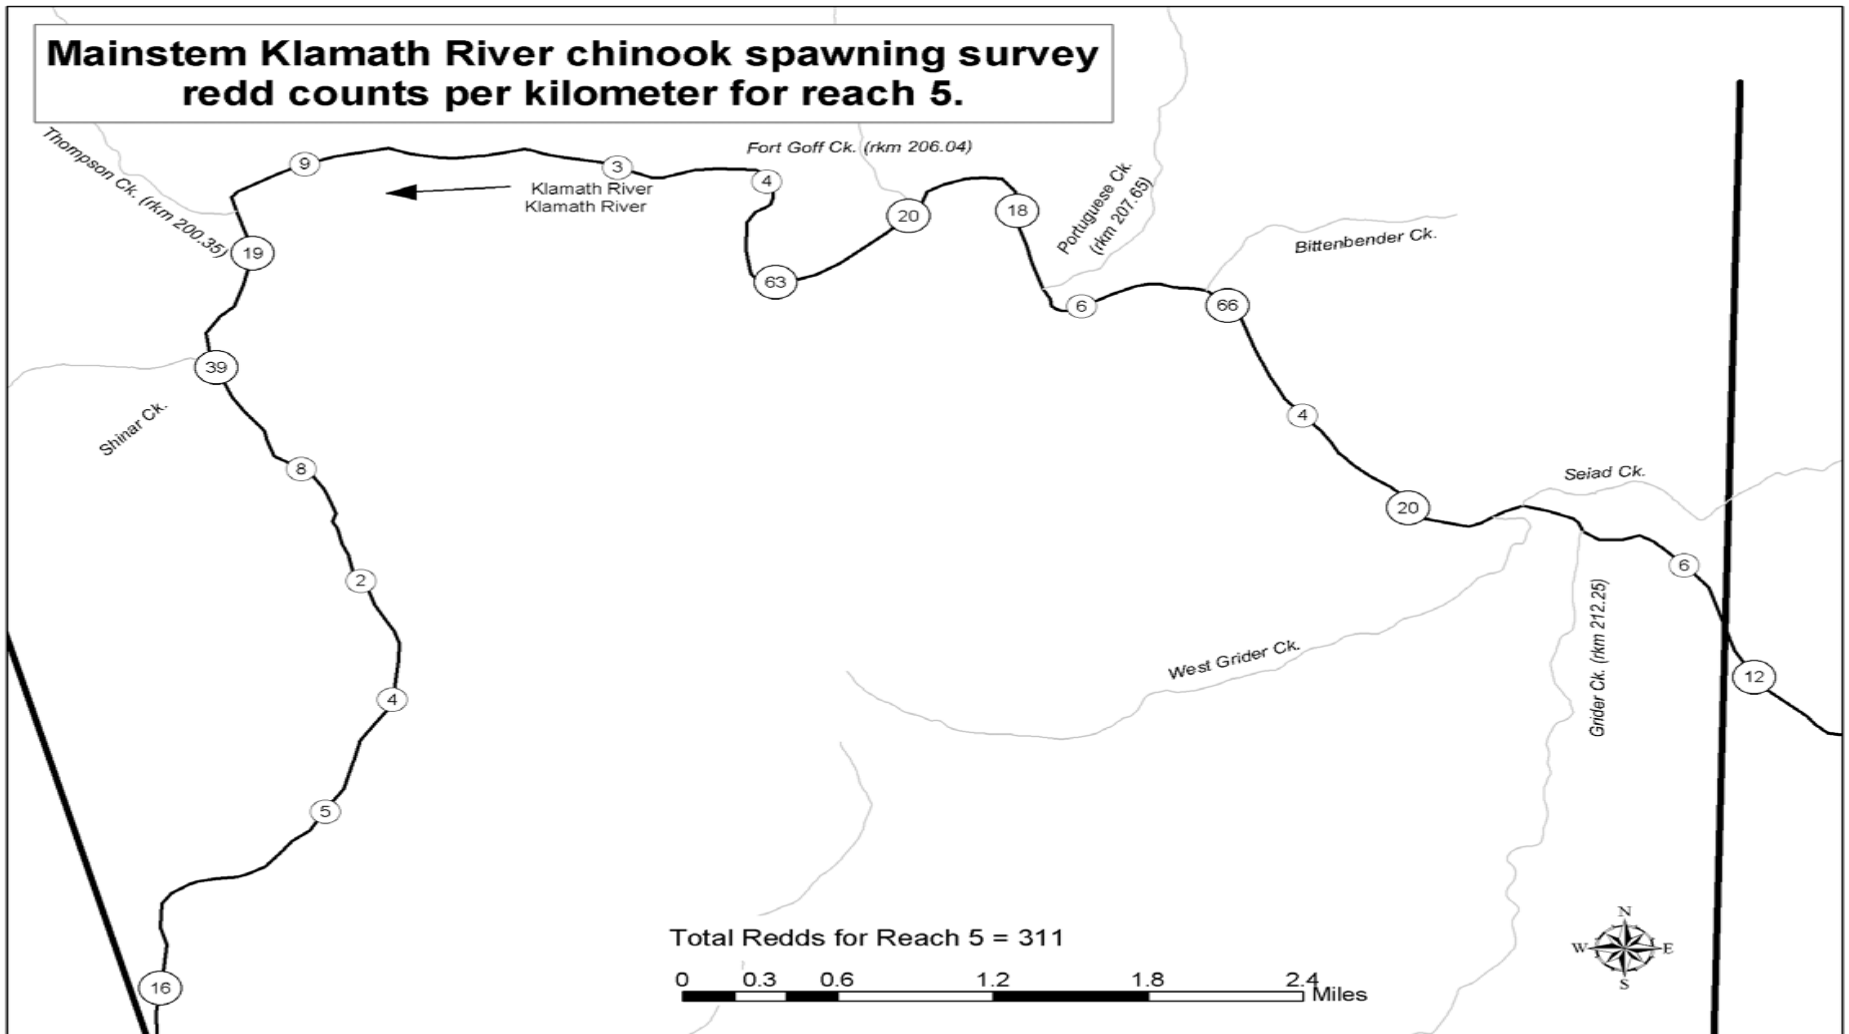 Mainstem Klamath River chinook spawning survey
redd counts per kilometer for reach 5.
Thompson Ck. (rkm 200.35)
9
3
Klamath River
Klamath River
Fort Goff Ck. (rkm 206.04)
4
20
18
Portuguese Ck.
(rkm 207.65)
Bittenbender Ck.
19
63
6
66
39
Shinar Ck.
4
8
Seiad Ck.
20
6
2
Grider Ck. (rkm 212.25)
West Grider Ck.
12
4
5
16
Total Redds for Reach 5 = 311
0 0.3 0.6 1.2 1.8 2.4
Miles
N
W E
S